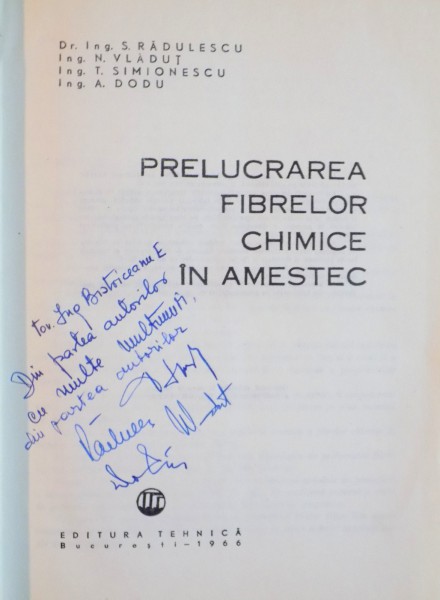 Dr. Ing. S. RĂDULESCU
Ing. N. VLĂDUȚ
Ing. T. SIMIONESCU
Ing. A. DODU
PRELUCRAREA
FIBRELOR
CHIMICE
ÎN AMESTEC
tov. Ing Bistriceanu E
Din partea autorilor
cu multe mulțumiri,
din partea autorilor
EDITURA TEHNICĂ
București – 1966